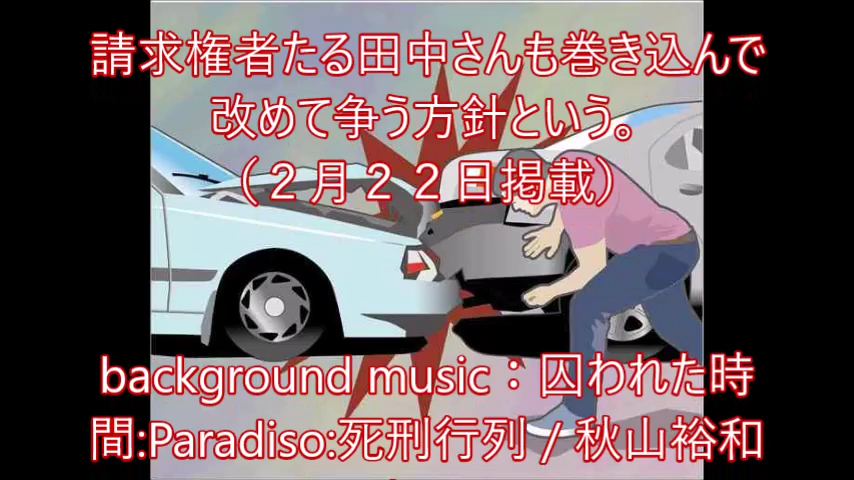 請求権者たる田中さんも巻き込んで
改めて争う方針という。
（２月２２日掲載）
background music：囚われた時
間:Paradiso:死刑行列 / 秋山裕和